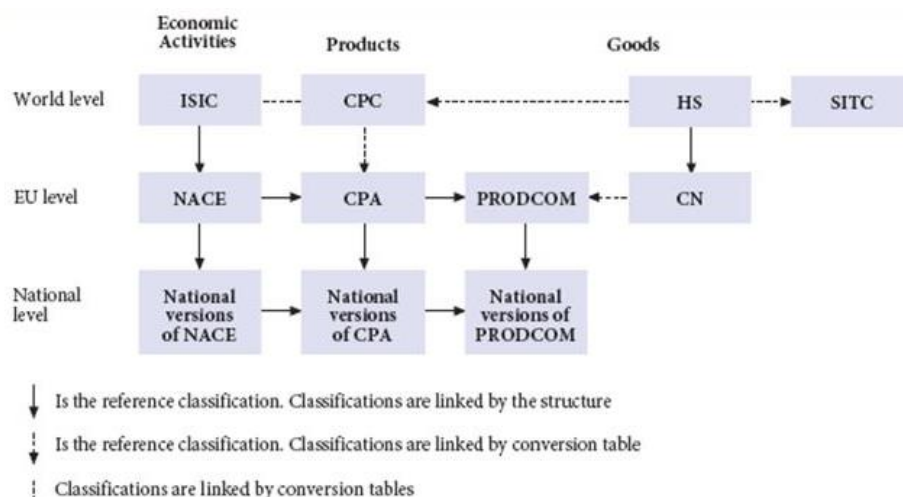 Economic
Activities
Products
Goods
World level
ISIC
CPC
HS
SITC
EU level
NACE
CPA
PRODCOM
CN
National
level
National
versions
of NACE
National
versions
of CPA
National
versions of
PRODCOM
Is the reference classification. Classifications are linked by the structure
Is the reference classification. Classifications are linked by conversion table
Classifications are linked by conversion tables